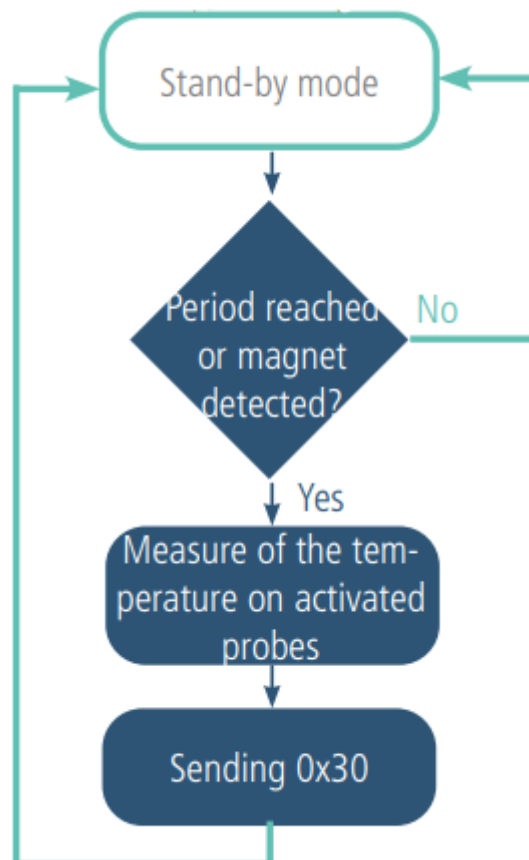 Stand-by mode
Period reached
or magnet
detected?
No
Yes
Measure of the tem-
perature on activated
probes
Sending 0x30